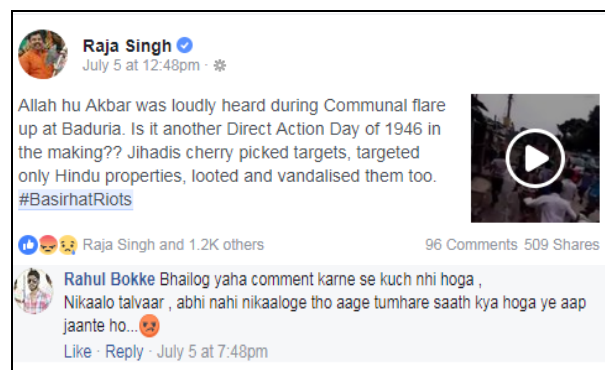 Raja Singh
July 5 at 12:48pm ·
Allah hu Akbar was loudly heard during Communal flare
up at Baduria. Is it another Direct Action Day of 1946 in
the making?? Jihadis cherry picked targets, targeted
only Hindu properties, looted and vandalised them too.
#BasirhatRiots
Raja Singh and 1.2K others 96 Comments 509 Shares
Rahul Bokke Bhailog yaha comment karne se kuch nhi hoga ,
Nikaalo talvaar , abhi nahi nikaaloge tho aage tumhare saath kya hoga ye aap
jaante ho...😡
Like · Reply · July 5 at 7:48pm